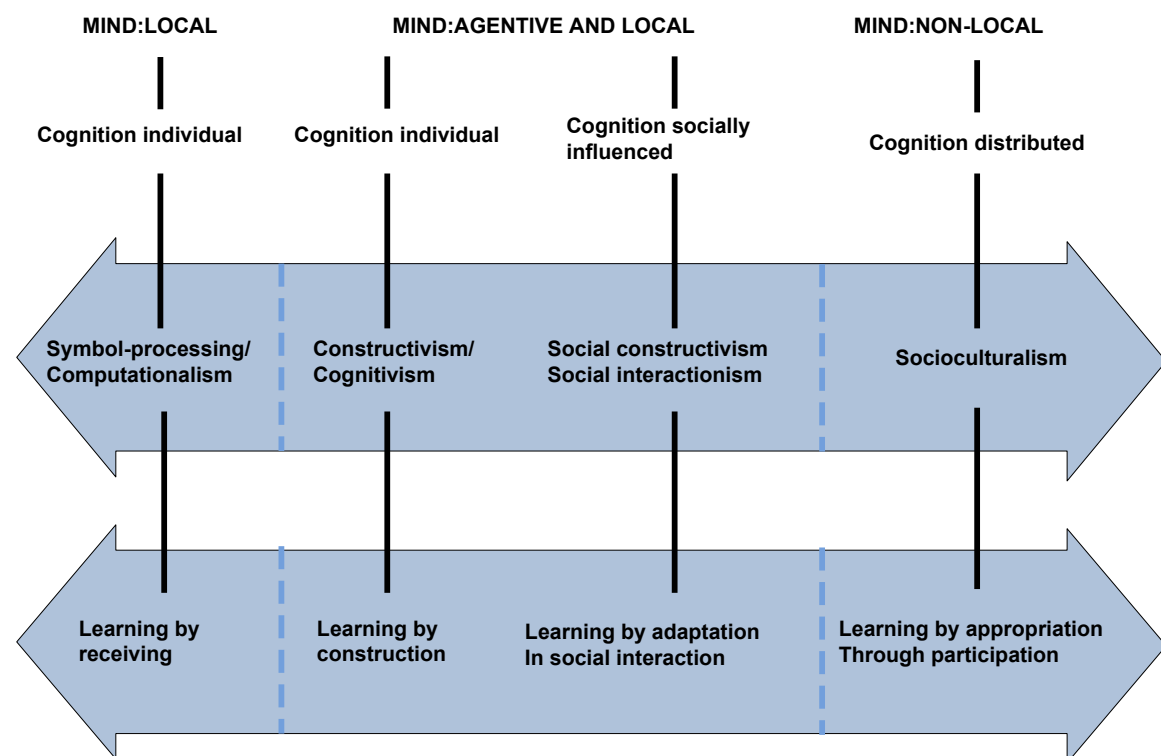 MIND:LOCAL
MIND:AGENTIVE AND LOCAL
MIND:NON-LOCAL
Cognition individual
Cognition individual
Cognition socially
influenced
Cognition distributed
Symbol-processing/
Computationalism
Constructivism/
Cognitivism
Social constructivism
Social interactionism
Socioculturalism
Learning by
receiving
Learning by
construction
Learning by adaptation
In social interaction
Learning by appropriation
Through participation